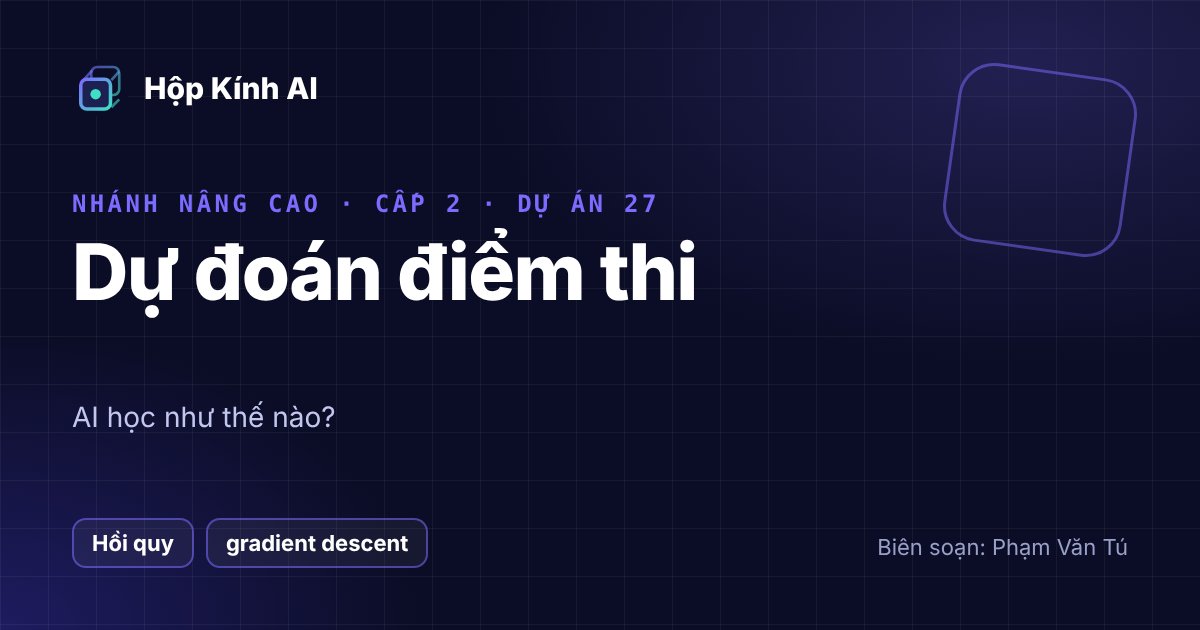 Hộp Kính AI
NHÁNH NÂNG CAO · CẤP 2 · DỰ ÁN 27
Dự đoán điểm thi
AI học như thế nào?
Hồi quy
gradient descent
Biên soạn: Phạm Văn Tú